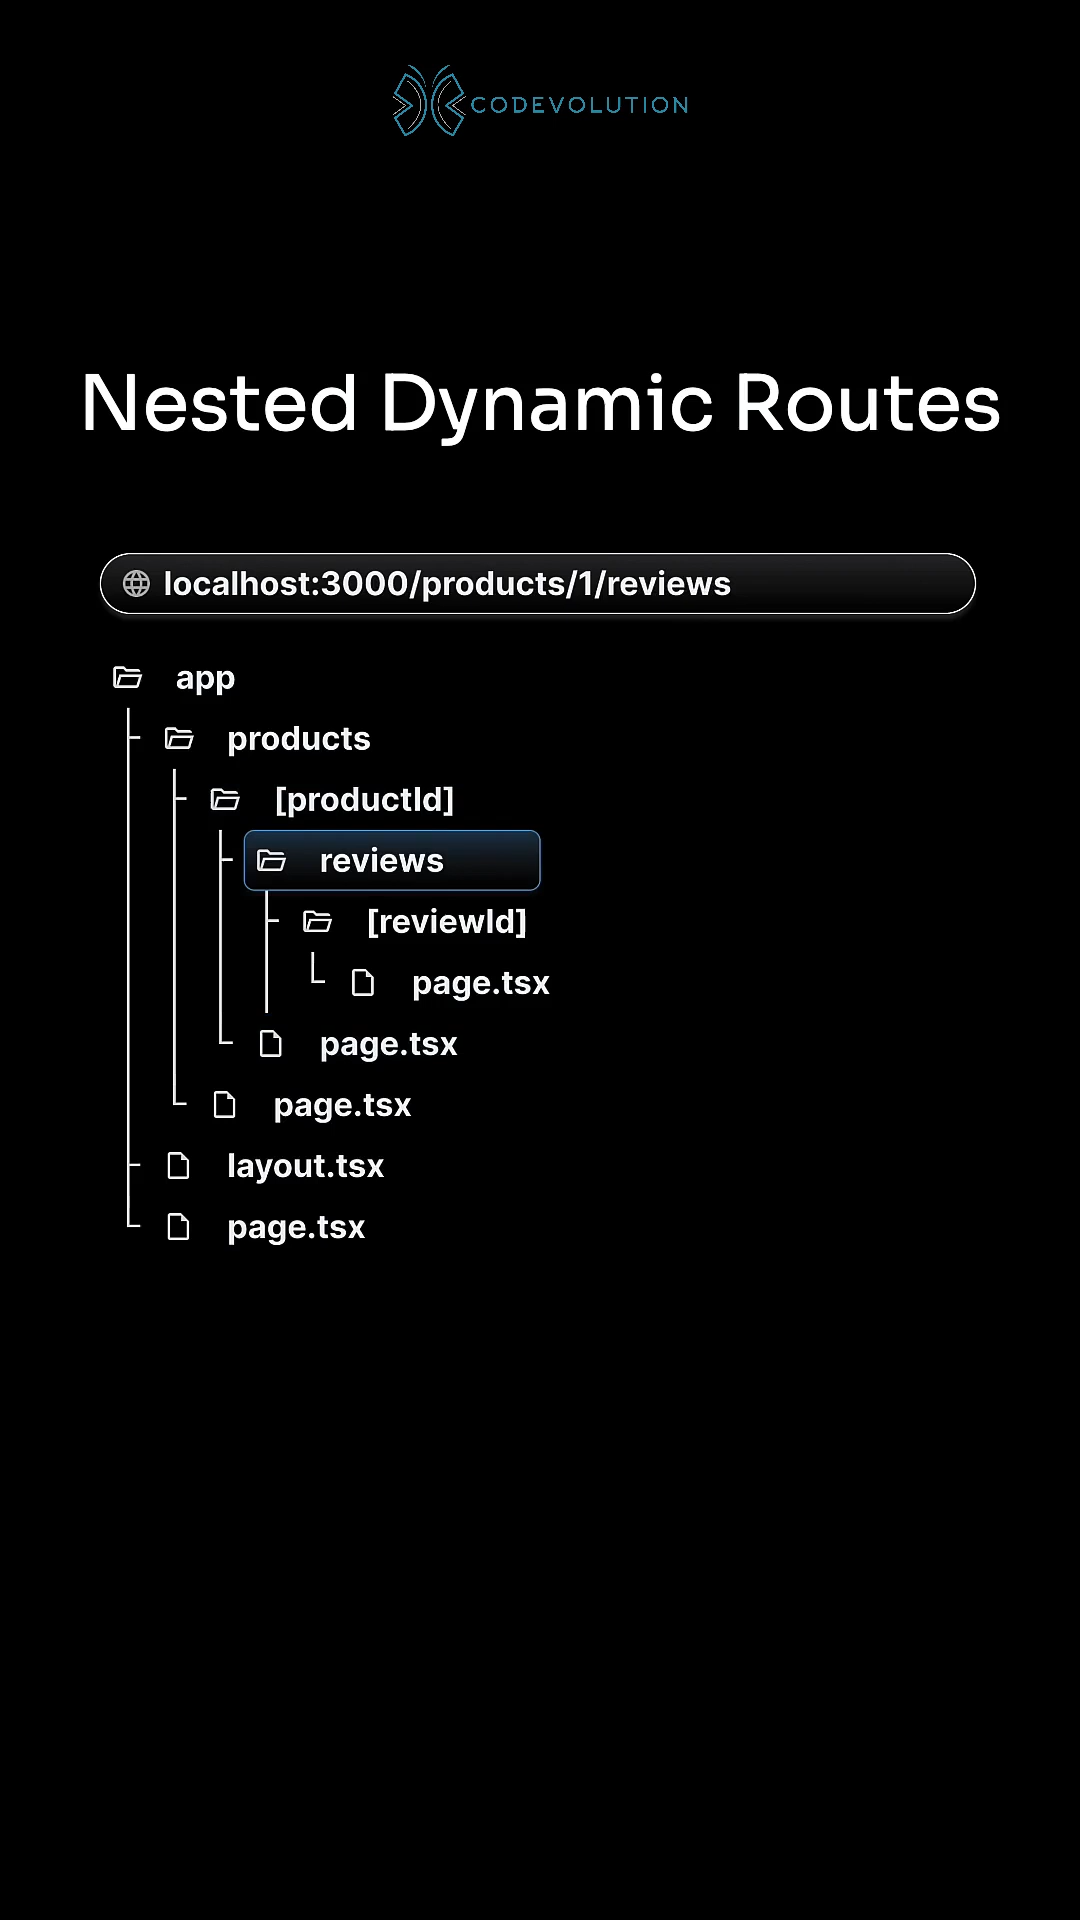 CODEVOLUTION
Nested Dynamic Routes
localhost:3000/products/1/reviews
app
products
[productId]
reviews
[reviewId]
page.tsx
page.tsx
page.tsx
layout.tsx
page.tsx